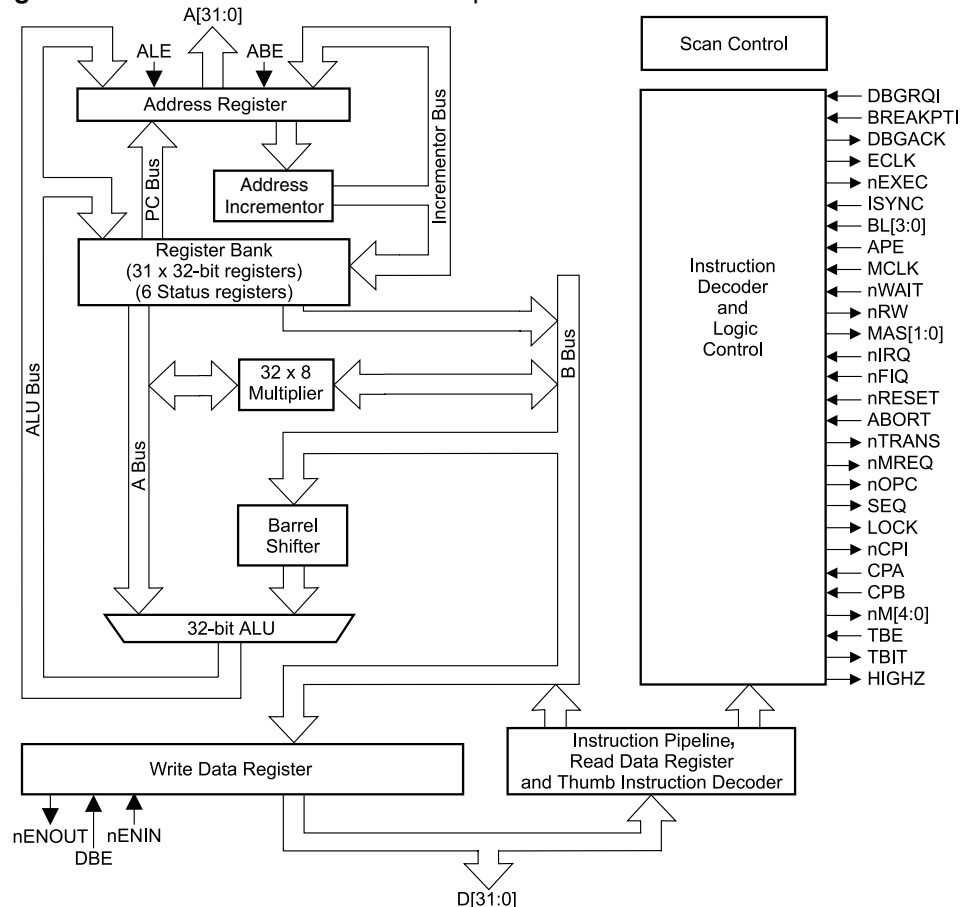 A[31:0]
ALE
ABE
Address Register
PC Bus
Address
Incrementor
Incrementor Bus
Register Bank
(31 x 32-bit registers)
(6 Status registers)
ALU Bus
A Bus
32 x 8
Multiplier
B Bus
Barrel
Shifter
32-bit ALU
Write Data Register
nENOUT
DBE
nENIN
Instruction Pipeline,
Read Data Register
and Thumb Instruction Decoder
D[31:0]
Scan Control
Instruction
Decoder
and
Logic
Control
DBGRQI
BREAKPTI
DBGACK
ECLK
nEXEC
ISYNC
BL[3:0]
APE
MCLK
nWAIT
nRW
MAS[1:0]
nIRQ
nFIQ
nRESET
ABORT
nTRANS
nMREQ
nOPC
SEQ
LOCK
nCPI
CPA
CPB
nM[4:0]
TBE
TBIT
HIGHZ